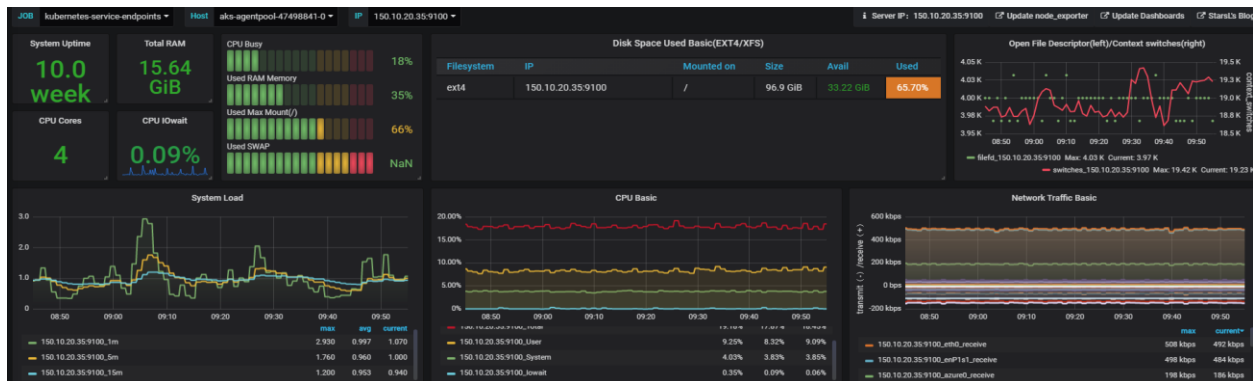 JOB kubernetes-service-endpoints Host aks-agentpool-47498841-0 IP 150.10.20.35:9100
Server IP: 150.10.20.35:9100 Update node_exporter Update Dashboards StarsL's Blog
System Uptime
10.0
week
Total RAM
15.64
GiB
CPU Cores
4
CPU IOwait
0.09%
CPU Busy
18%
Used RAM Memory
35%
Used Max Mount(/)
66%
Used SWAP
NaN
Disk Space Used Basic(EXT4/XFS)
Filesystem IP Mounted on Size Avail Used
ext4 150.10.20.35:9100 / 96.9 GiB 33.22 GiB 65.70%
Open File Descriptor(left)/Context switches(right)
4.05 K
4.03 K
4.00 K
3.98 K
3.95 K
19.5 K
19.3 K
19.0 K
18.8 K
18.5 K
context_switches
08:50 09:00 09:10 09:20 09:30 09:40 09:50
filefd_150.10.20.35:9100 Max: 4.03 K Current: 3.97 K
switches_150.10.20.35:9100 Max: 19.42 K Current: 19.23 K
System Load
3.0
2.0
1.0
0
08:50 09:00 09:10 09:20 09:30 09:40 09:50
max avg current
150.10.20.35:9100_1m 2.930 0.997 1.070
150.10.20.35:9100_5m 1.760 0.960 1.000
150.10.20.35:9100_15m 1.200 0.953 0.940
CPU Basic
20.00%
15.00%
10.00%
5.00%
0%
08:50 09:00 09:10 09:20 09:30 09:40 09:50
150.10.20.35:9100_Total
150.10.20.35:9100_User 9.25% 8.32% 9.09%
150.10.20.35:9100_System 4.03% 3.83% 3.85%
150.10.20.35:9100_Iowait 0.35% 0.09% 0.06%
Network Traffic Basic
transmit (-) /receive (+)
600 kbps
400 kbps
200 kbps
0 bps
-200 kbps
08:50 09:00 09:10 09:20 09:30 09:40 09:50
max current
150.10.20.35:9100_eth0_receive 508 kbps 492 kbps
150.10.20.35:9100_enP1s1_receive 498 kbps 484 kbps
150.10.20.35:9100_azure0_receive 198 kbps 186 kbps